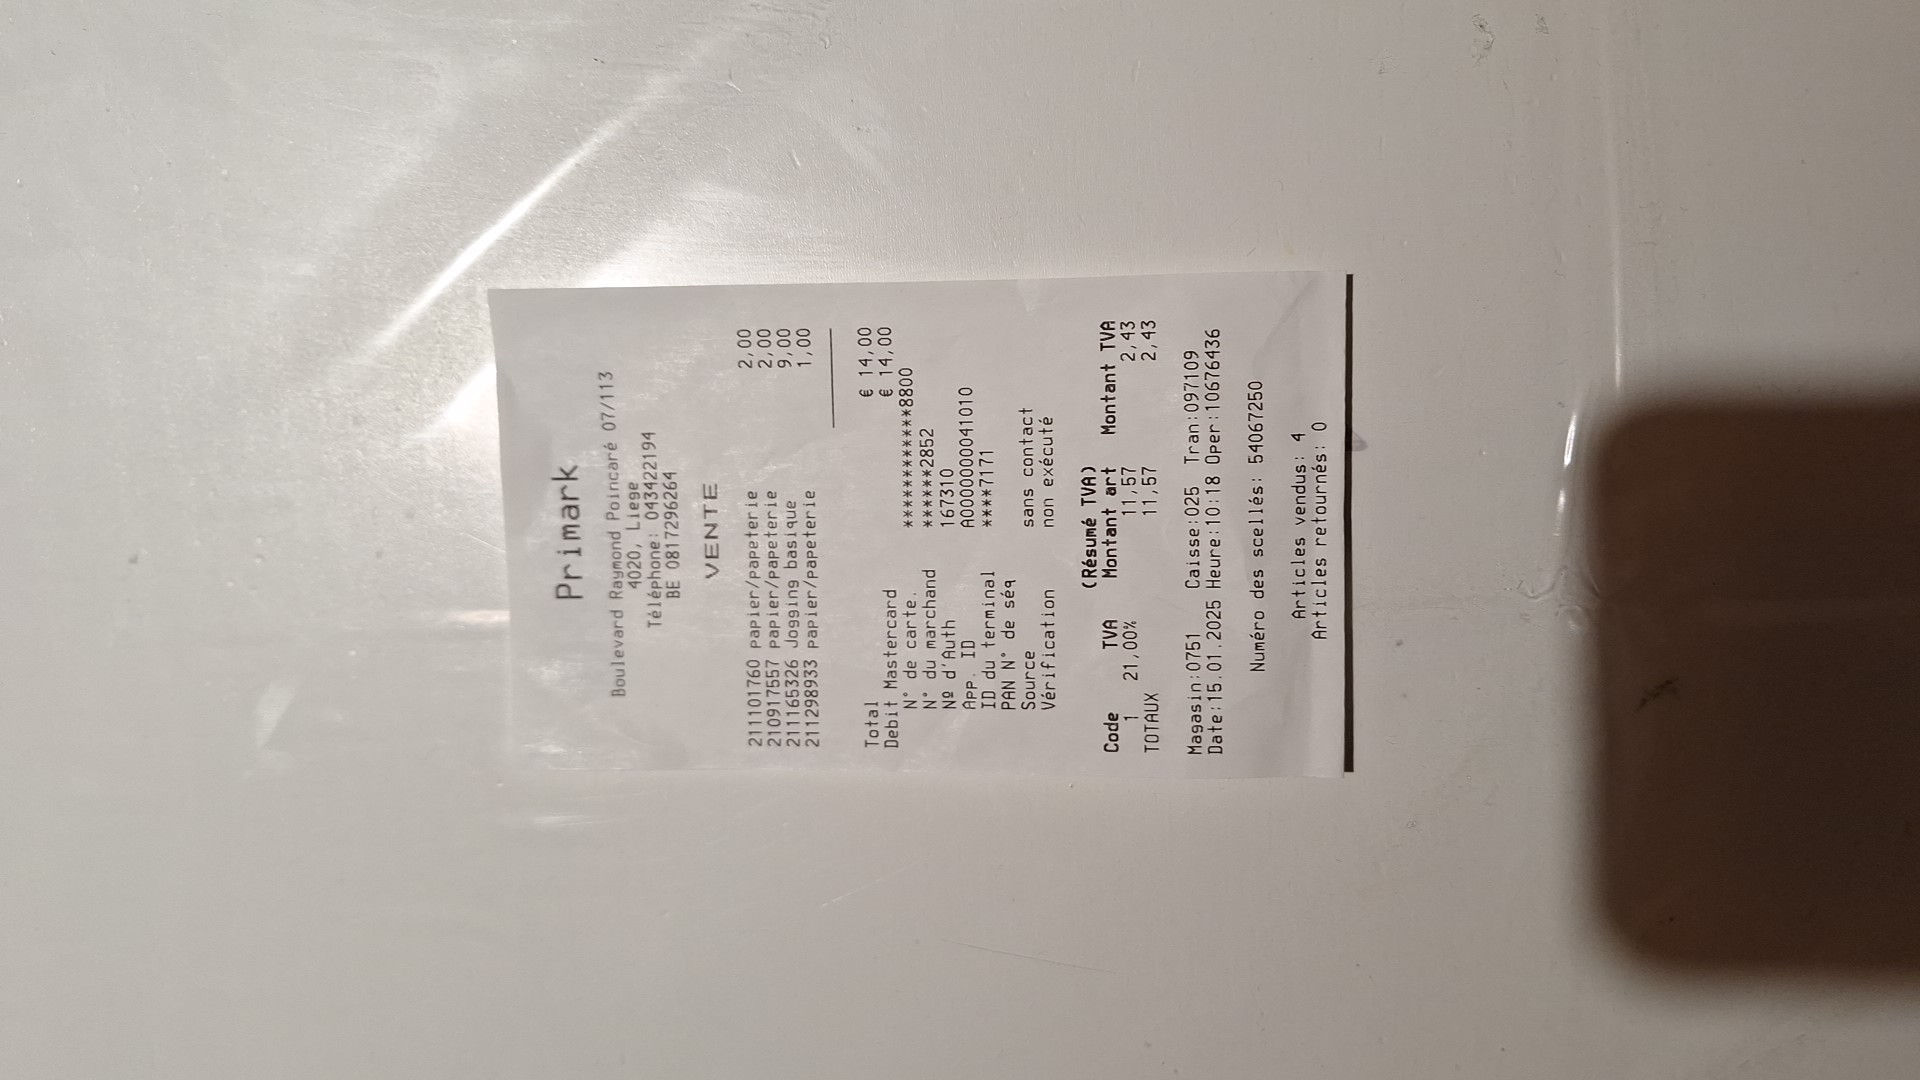 Primark
Boulevard Raymond Poincaré 07/113
4020, Liege
Téléphone: 043422194
BE 0817296264
VENTE
211101760 papier/papeterie 2,00
210917557 papier/papeterie 2,00
211165326 Jogging basique 9,00
211298933 papier/papeterie 1,00
Total € 14,00
Debit Mastercard € 14,00
N° de carte. ************8800
N° du marchand ******2852
Nº d'Auth 167310
App. ID A0000000041010
ID du terminal ****7171
PAN N° de séq
Source sans contact
Vérification non exécuté
(Résumé TVA)
Code TVA Montant art Montant TVA
1 21,00% 11,57 2,43
TOTAUX 11,57 2,43
Magasin:0751 Caisse:025 Tran:097109
Date:15.01.2025 Heure:10:18 Oper:10676436
Numéro des scellés: 54067250
Articles vendus: 4
Articles retournés: 0